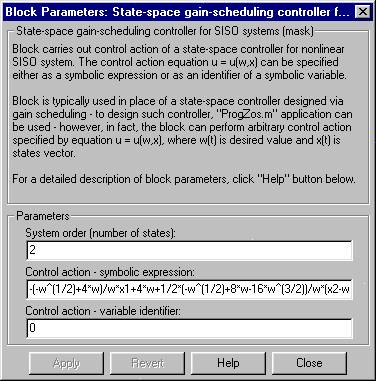 Block Parameters: State-space gain-scheduling controller f...
State-space gain-scheduling controller for SISO systems (mask)
Block carries out control action of a state-space controller for nonlinear
SISO system. The control action equation u = u(w,x) can be specified
either as a symbolic expression or as an identifier of a symbolic variable.
Block is typically used in place of a state-space controller designed via
gain scheduling - to design such controller, "ProgZos.m" application can
be used - however, in fact, the block can perform arbitrary control action
specified by equation u = u(w,x), where w(t) is desired value and x(t) is
states vector.
For a detailed description of block parameters, click "Help" button below.
Parameters
System order (number of states):
2
Control action - symbolic expression:
-(-w^(1/2)+4*w)/w*x1+4*w+1/2*(-w^(1/2)+8*w-16*w^(3/2))/w*(x2-w
Control action - variable identifier:
0
Apply Revert Help Close